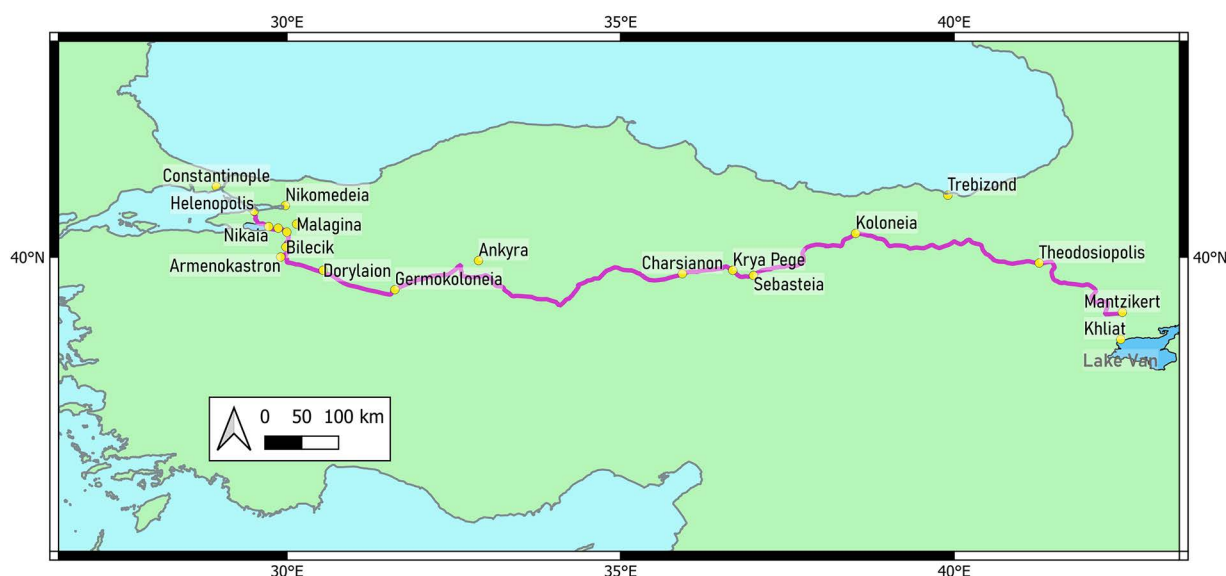 30°E
35°E
40°E
Constantinople
Trebizond
Nikomedeia
Helenopolis
Malagina
Koloneia
Nikaia
Bilecik
Ankyra
Theodosiopolis
40°N
40°N
Armenokastron
Dorylaion
Charsianon
Krya Pege
Germokoloneia
Sebasteia
Mantzikert
Khliat
Lake Van
0 50 100 km
30°E
35°E
40°E